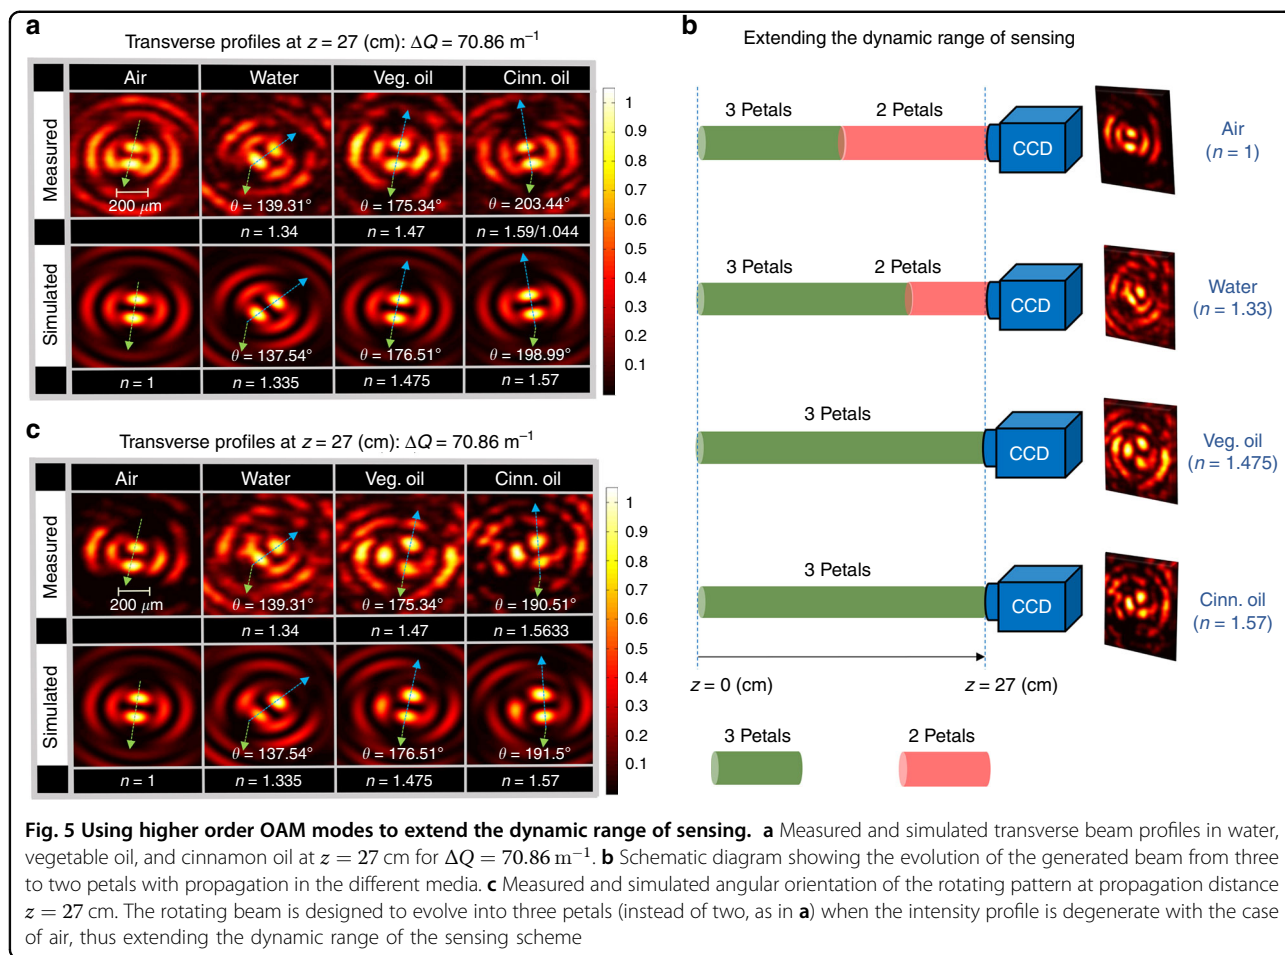 a
Transverse profiles at z = 27 (cm): ΔQ = 70.86 m⁻¹
Air Water Veg. oil Cinn. oil
Measured
200 μm
θ = 139.31° θ = 175.34° θ = 203.44°
n = 1.34 n = 1.47 n = 1.59/1.044
Simulated
θ = 137.54° θ = 176.51° θ = 198.99°
n = 1 n = 1.335 n = 1.475 n = 1.57
1
0.9
0.8
0.7
0.6
0.5
0.4
0.3
0.2
0.1
c
Transverse profiles at z = 27 (cm): ΔQ = 70.86 m⁻¹
Air Water Veg. oil Cinn. oil
Measured
200 μm
θ = 139.31° θ = 175.34° θ = 190.51°
n = 1.34 n = 1.47 n = 1.5633
Simulated
θ = 137.54° θ = 176.51° θ = 191.5°
n = 1 n = 1.335 n = 1.475 n = 1.57
1
0.9
0.8
0.7
0.6
0.5
0.4
0.3
0.2
0.1
b
Extending the dynamic range of sensing
3 Petals 2 Petals
CCD
Air
(n = 1)
3 Petals 2 Petals
CCD
Water
(n = 1.33)
3 Petals
CCD
Veg. oil
(n = 1.475)
3 Petals
CCD
Cinn. oil
(n = 1.57)
z = 0 (cm) z = 27 (cm)
3 Petals 2 Petals
Fig. 5 Using higher order OAM modes to extend the dynamic range of sensing. a Measured and simulated transverse beam profiles in water,
vegetable oil, and cinnamon oil at z = 27 cm for ΔQ = 70.86 m⁻¹. b Schematic diagram showing the evolution of the generated beam from three
to two petals with propagation in the different media. c Measured and simulated angular orientation of the rotating pattern at propagation distance
z = 27 cm. The rotating beam is designed to evolve into three petals (instead of two, as in a) when the intensity profile is degenerate with the case
of air, thus extending the dynamic range of the sensing scheme